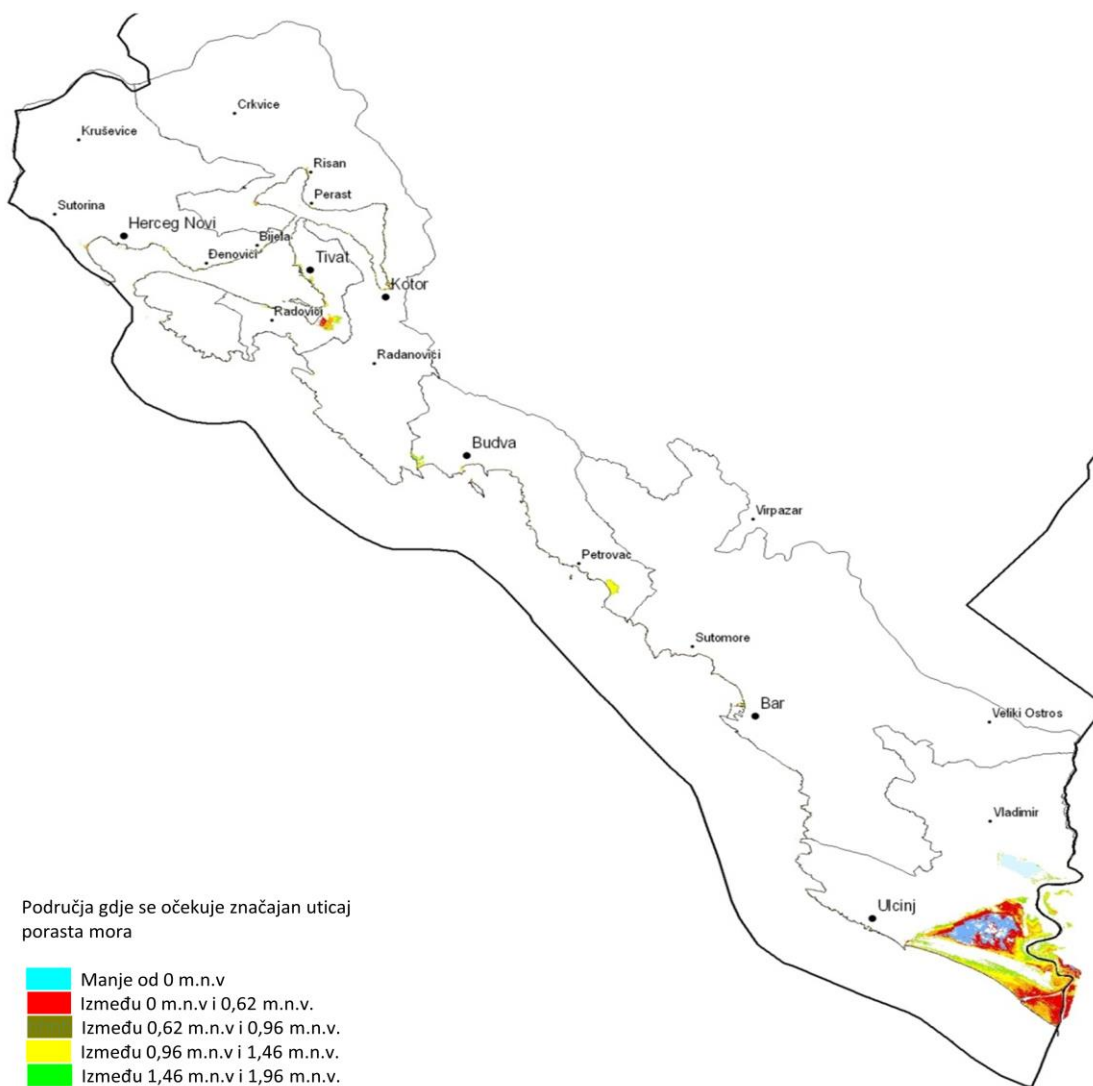 Crkvice
Kruševice
Risan
Perast
Sutorina
Herceg Novi
Bijela
Đenovići
Tivat
Kotor
Radovići
Radanovići
Budva
Virpazar
Petrovac
Sutomore
Bar
Veliki Ostros
Vladimir
Ulcinj
Područja gdje se očekuje značajan uticaj
porasta mora
Manje od 0 m.n.v
Između 0 m.n.v i 0,62 m.n.v.
Između 0,62 m.n.v i 0,96 m.n.v.
Između 0,96 m.n.v i 1,46 m.n.v.
Između 1,46 m.n.v i 1,96 m.n.v.